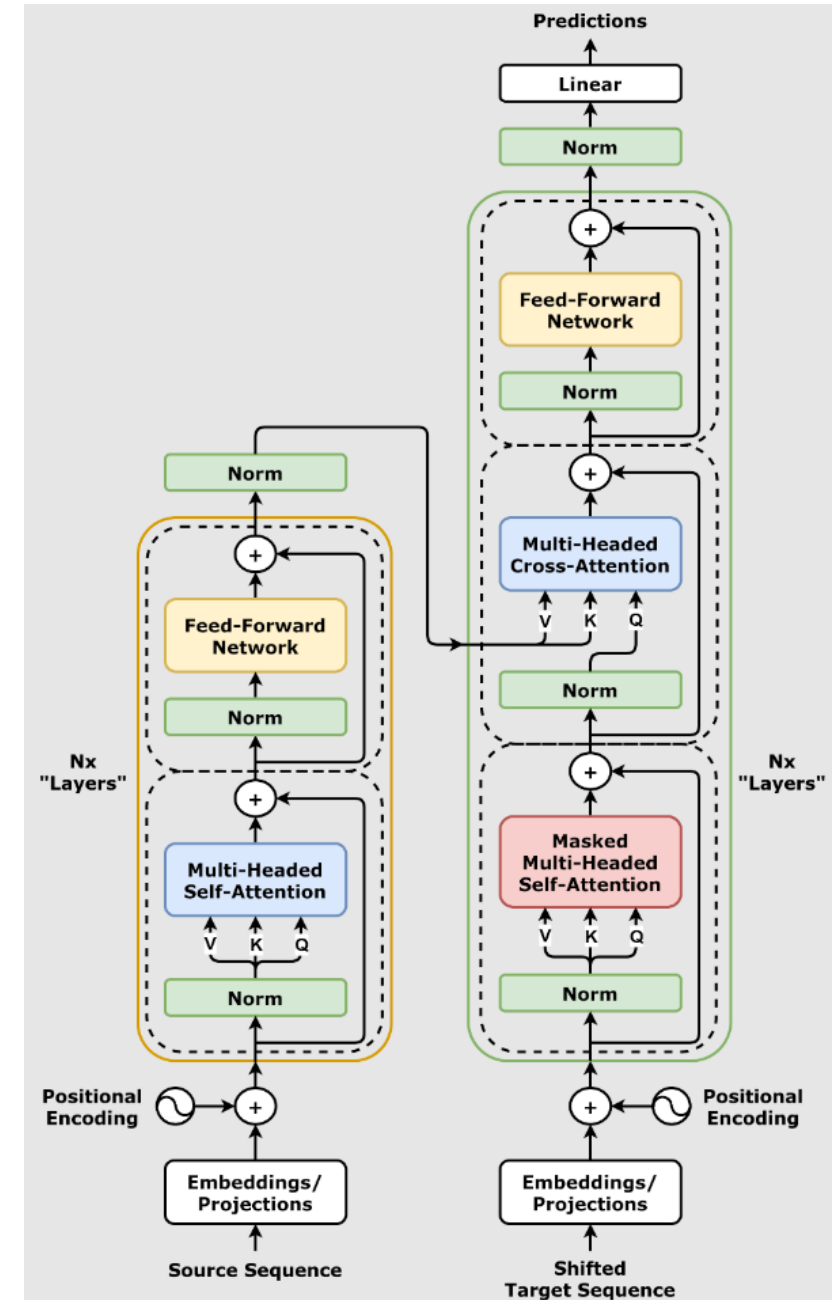 Predictions
Linear
Norm
+
Feed-Forward
Network
Norm
+
Multi-Headed
Cross-Attention
V K Q
Norm
+
Masked
Multi-Headed
Self-Attention
V K Q
Norm
Nx
"Layers"
+
Positional
Encoding
Embeddings/
Projections
Shifted
Target Sequence
Norm
+
Feed-Forward
Network
Norm
Nx
"Layers"
+
Multi-Headed
Self-Attention
V K Q
Norm
Positional
Encoding
+
Embeddings/
Projections
Source Sequence